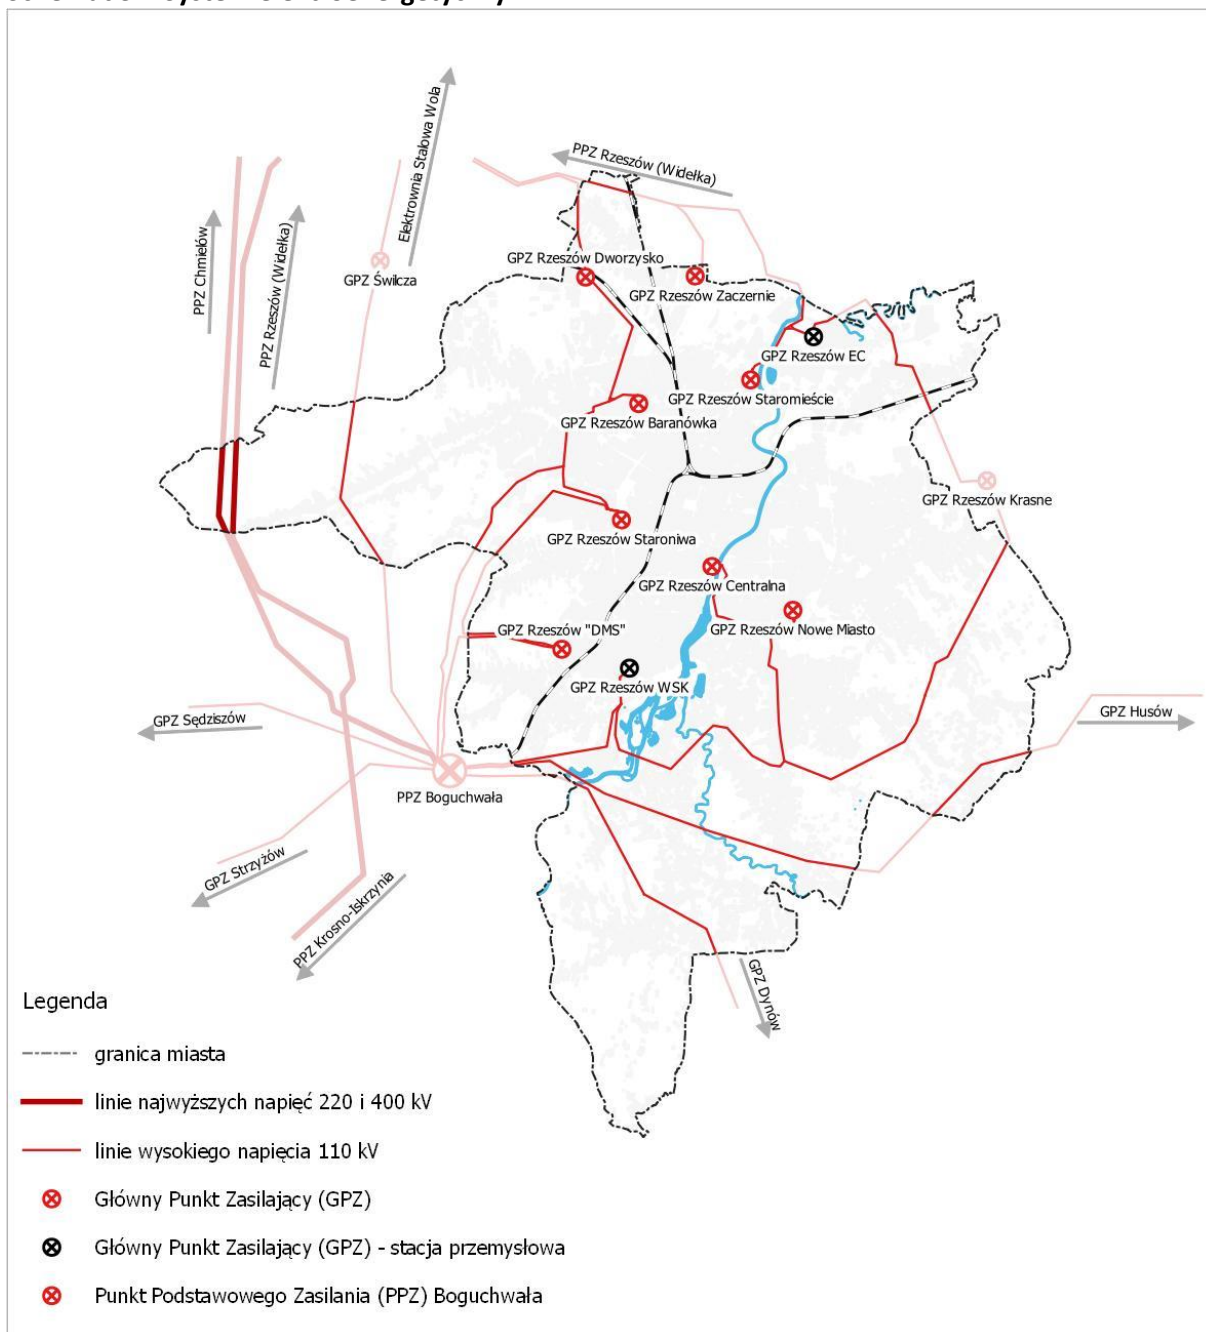 PPZ Rzeszów (Widełka)
Elektrownia Stalowa Wola
PPZ Chmielów
PPZ Rzeszów (Widełka)
GPZ Świlcza
GPZ Rzeszów Dworzysko
GPZ Rzeszów Zaczernie
GPZ Rzeszów EC
GPZ Rzeszów Staromieście
GPZ Rzeszów Baranówka
GPZ Rzeszów Krasne
GPZ Rzeszów Staroniwa
GPZ Rzeszów Centralna
GPZ Rzeszów "DMS"
GPZ Rzeszów Nowe Miasto
GPZ Rzeszów WSK
GPZ Sędziszów
GPZ Husów
PPZ Boguchwała
GPZ Strzyżów
PPZ Krosno-Iskrzynia
GPZ Dynów
Legenda
granica miasta
linie najwyższych napięć 220 i 400 kV
linie wysokiego napięcia 110 kV
Główny Punkt Zasilający (GPZ)
Główny Punkt Zasilający (GPZ) - stacja przemysłowa
Punkt Podstawowego Zasilania (PPZ) Boguchwała